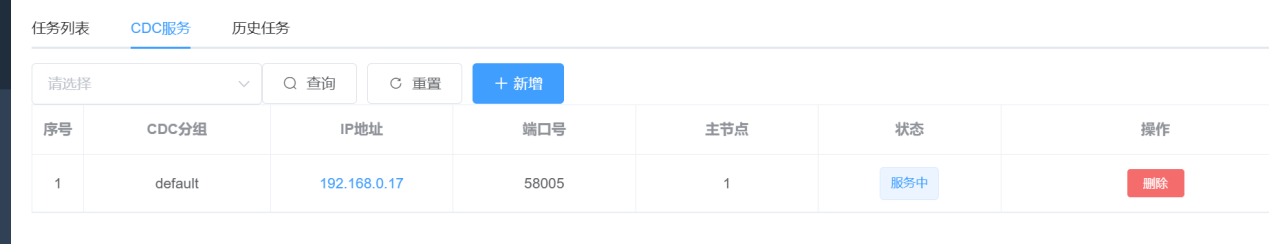 任务列表 CDC服务 历史任务
请选择 查询 重置 新增
序号 CDC分组 IP地址 端口号 主节点 状态 操作
1 default 192.168.0.17 58005 1 服务中 删除